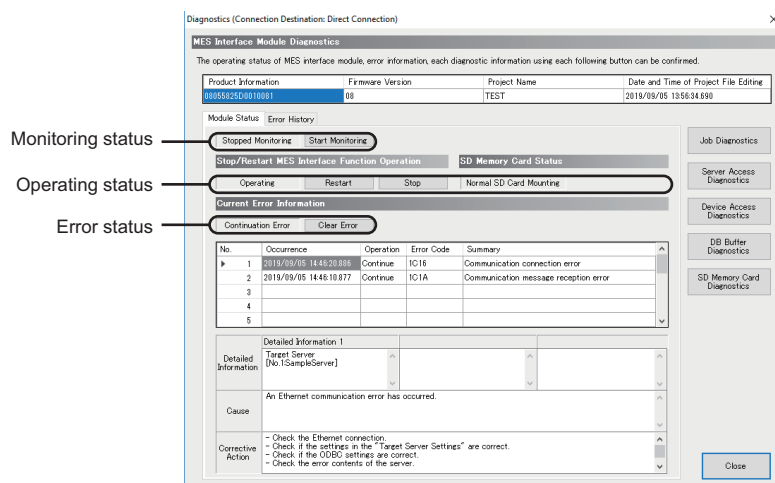 Diagnostics (Connection Destination: Direct Connection)
MES Interface Module Diagnostics
The operating status of MES interface module, error information, each diagnostic information using each following button can be confirmed.
Product Information Firmware Version Project Name Date and Time of Project File Editing
08055825D0010081 08 TEST 2019/09/05 13:56:34.690
Module Status Error History
Monitoring status Stopped Monitoring Start Monitoring Job Diagnostics
Stop/Restart MES Interface Function Operation SD Memory Card Status
Operating status Operating Restart Stop Normal SD Card Mounting Server Access Diagnostics
Current Error Information
Error status Continuation Error Clear Error Device Access Diagnostics
No. Occurrence Operation Error Code Summary DB Buffer Diagnostics
1 2019/09/05 14:46:20.886 Continue 1C16 Communication connection error
2 2019/09/05 14:46:10.877 Continue 1C1A Communication message reception error SD Memory Card Diagnostics
3
4
5
Detailed Information 1
Detailed Information Target Server
[No.1:SampleServer]
Cause An Ethernet communication error has occurred.
Corrective Action - Check the Ethernet connection.
- Check if the settings in the "Target Server Settings" are correct.
- Check if the ODBC settings are correct.
- Check the error contents of the server.
Close